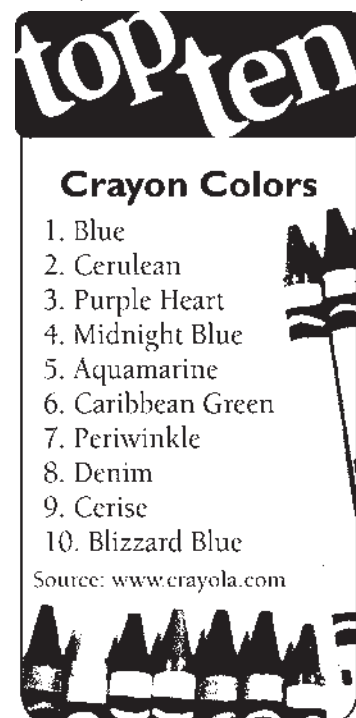 top ten
Crayon Colors
1. Blue
2. Cerulean
3. Purple Heart
4. Midnight Blue
5. Aquamarine
6. Caribbean Green
7. Periwinkle
8. Denim
9. Cerise
10. Blizzard Blue
Source: www.crayola.com